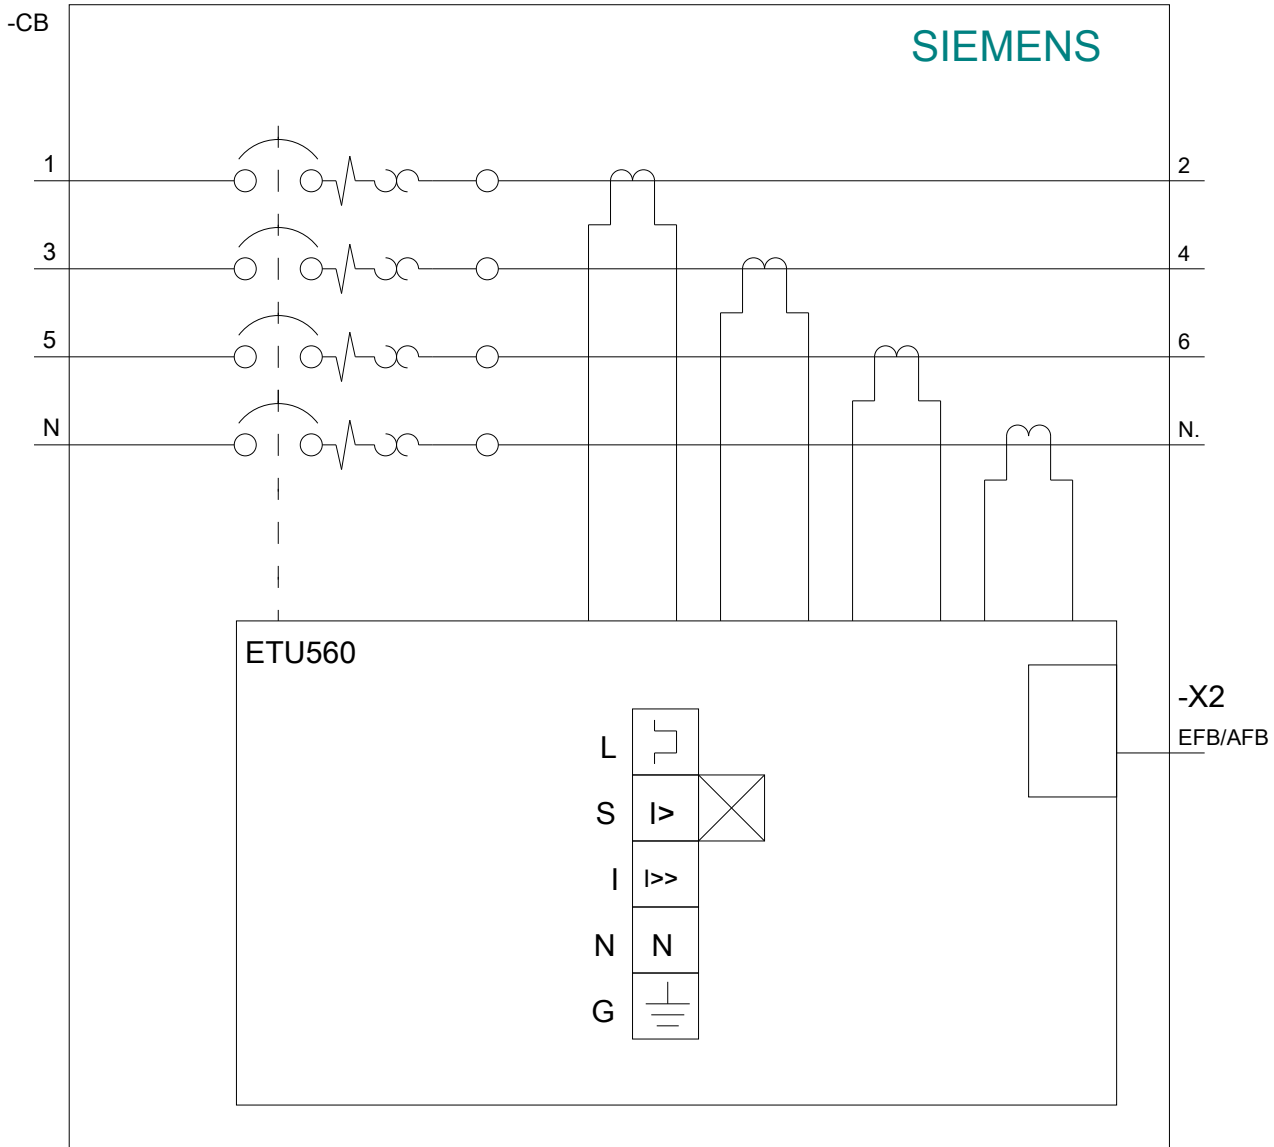 -CB
SIEMENS
1 2
3 4
5 6
N N.
ETU560
-X2
EFB/AFB
L
S I>
I I>>
N N
G